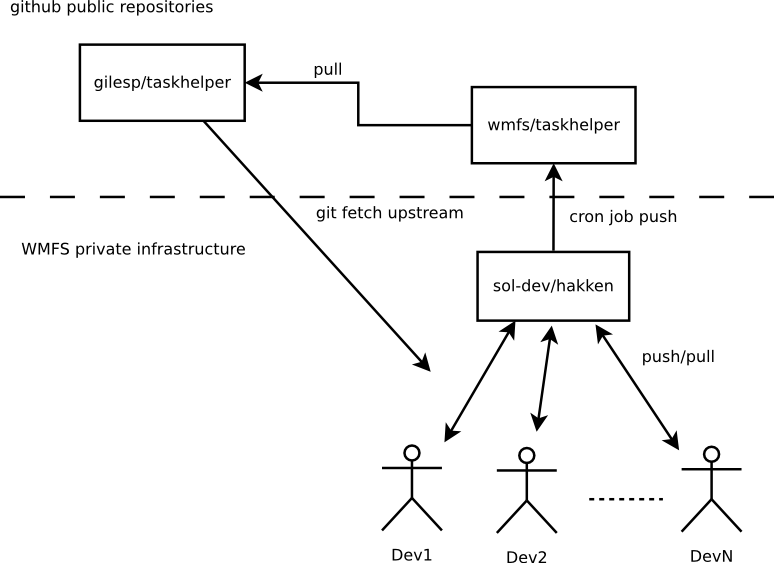 github public repositories
gilesp/taskhelper
pull
wmfs/taskhelper
git fetch upstream
cron job push
WMFS private infrastructure
sol-dev/hakken
push/pull
Dev1
Dev2
DevN